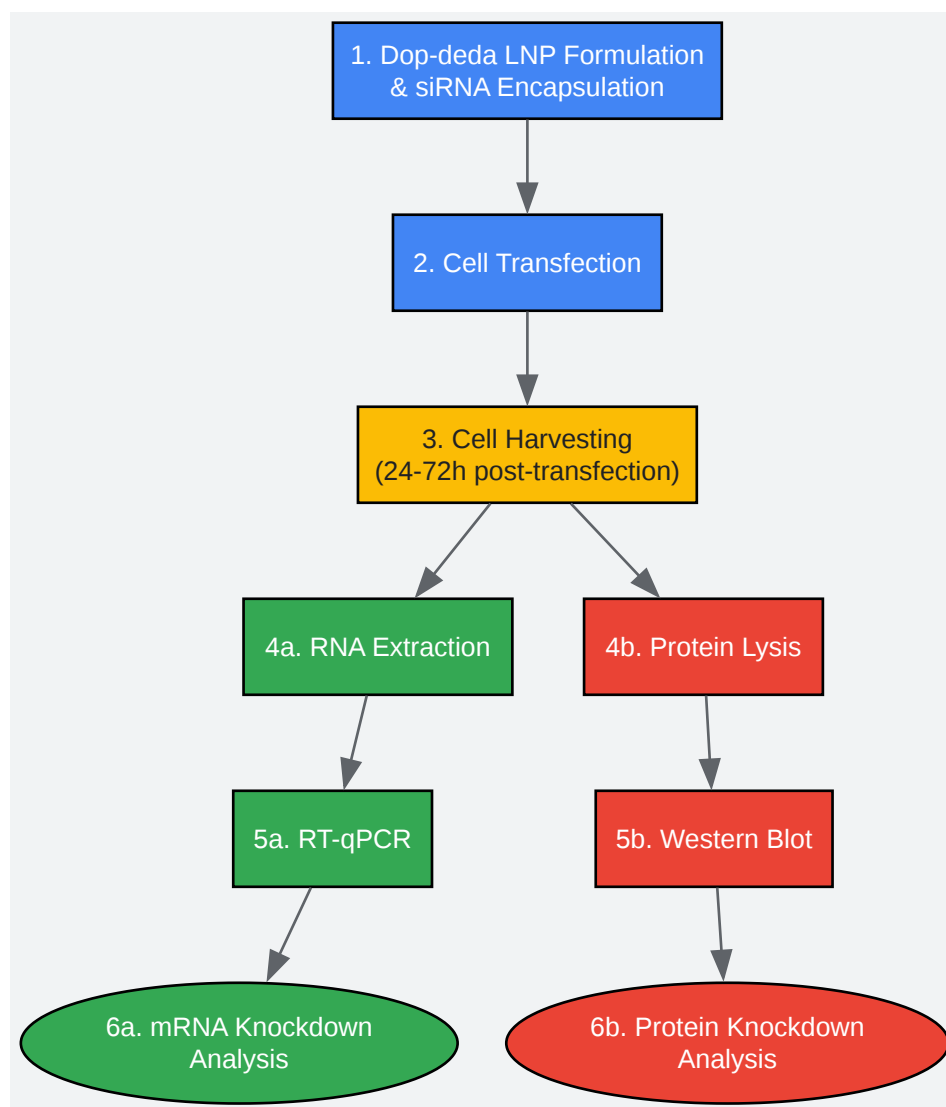 1. Dop-deda LNP Formulation
& siRNA Encapsulation
2. Cell Transfection
3. Cell Harvesting
(24-72h post-transfection)
4a. RNA Extraction
4b. Protein Lysis
5a. RT-qPCR
5b. Western Blot
6a. mRNA Knockdown
Analysis
6b. Protein Knockdown
Analysis